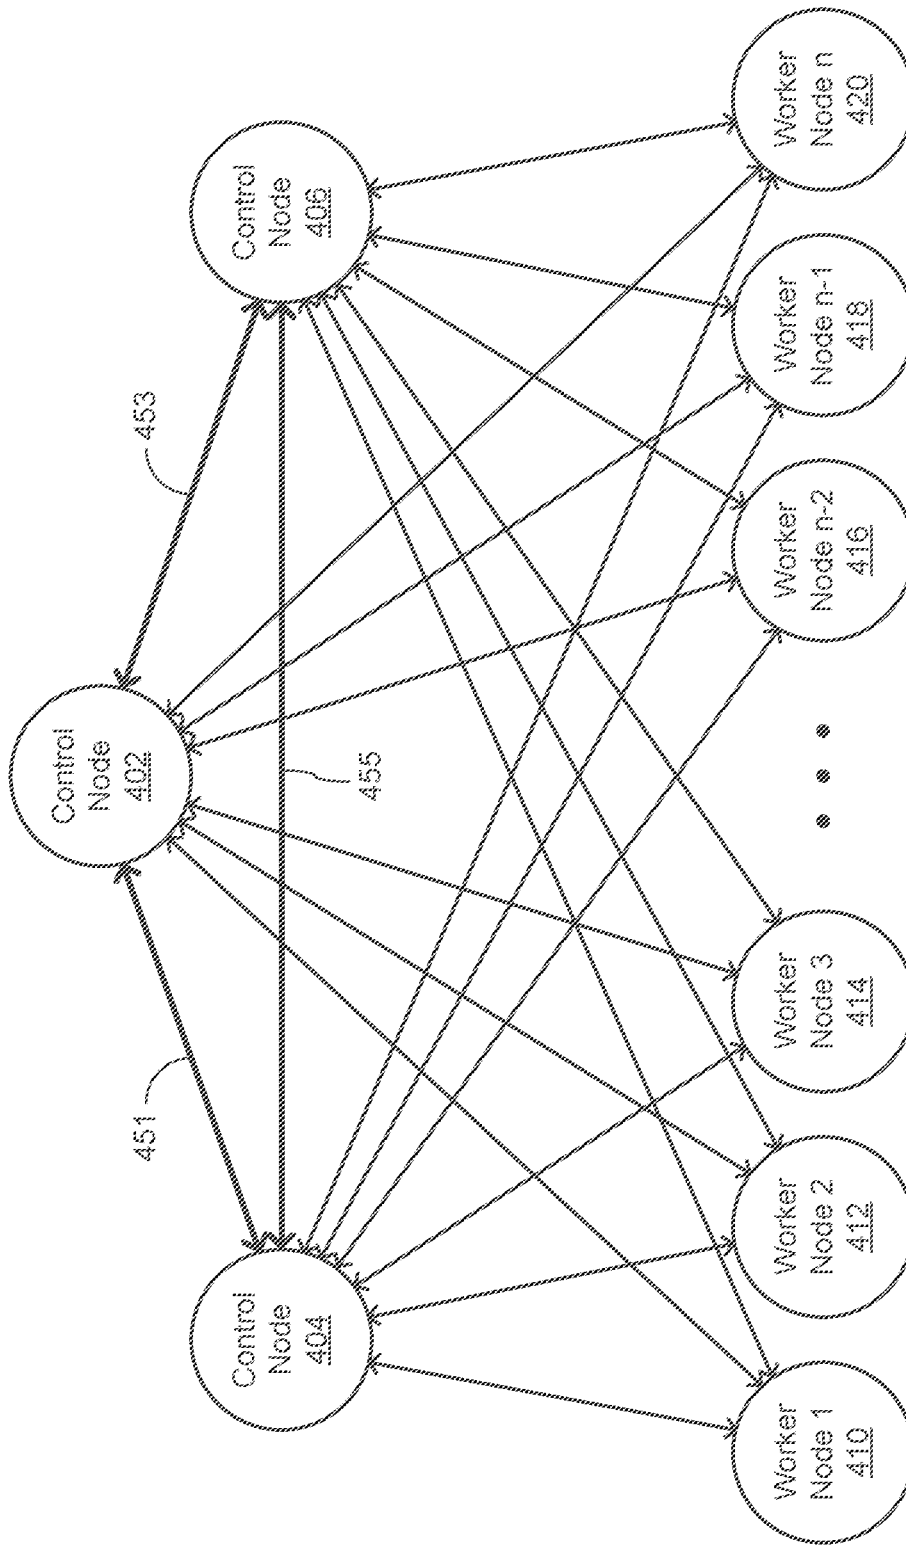 Control
Node
402
451
453
Control
Node
404
Control
Node
406
455
Worker
Node 1
410
Worker
Node 2
412
Worker
Node 3
414
Worker
Node n-2
416
Worker
Node n-1
418
Worker
Node n
420